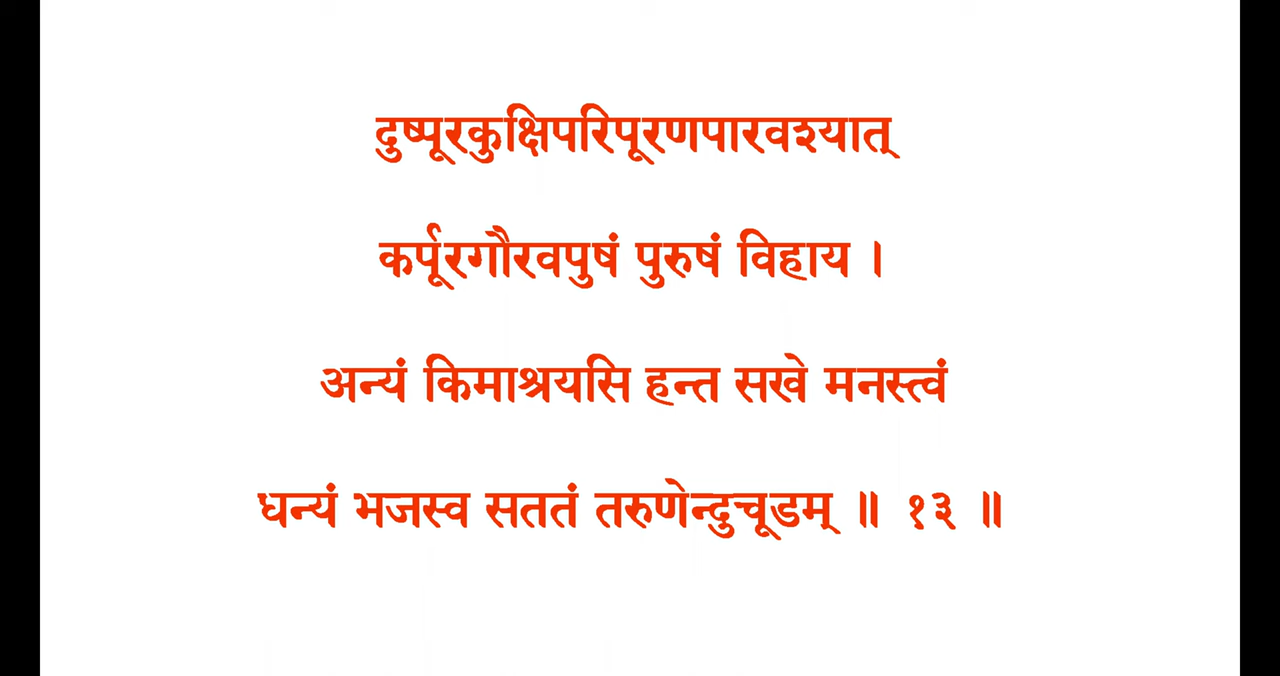 दुष्पूरकुक्षिपरिपूरणपारवश्यात्
कर्पूरगौरवपुषं पुरुषं विहाय ।
अन्यं किमाश्रयसि हन्त सखे मनस्त्वं
धन्यं भजस्व सततं तरुणेन्दुचूडम् ॥ १३ ॥